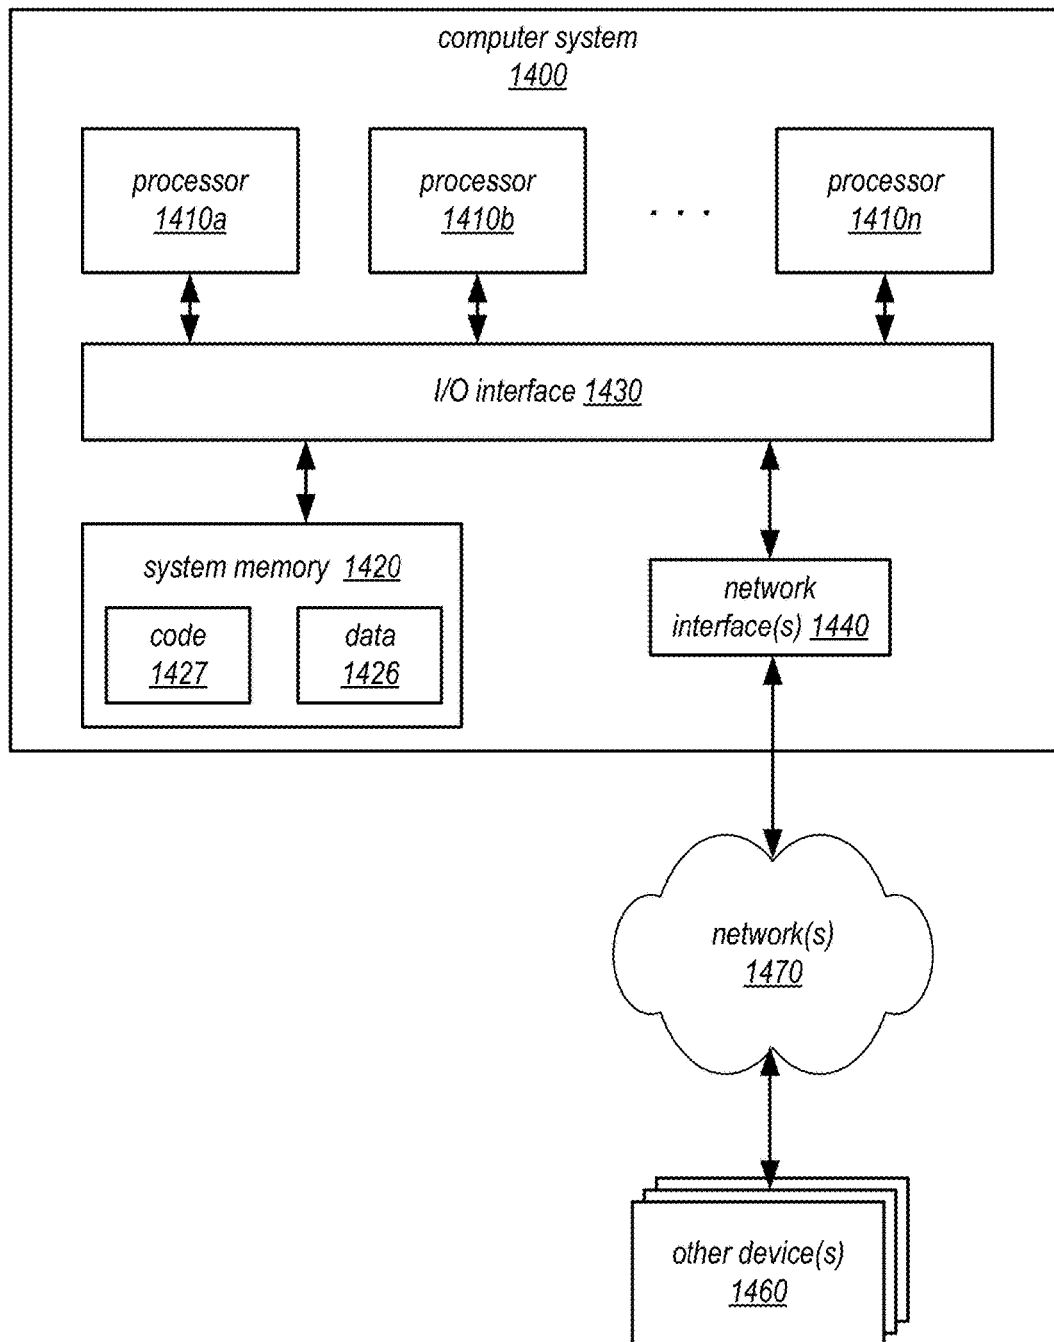 computer system
1400
processor
1410a
processor
1410b
. . .
processor
1410n
I/O interface 1430
system memory 1420
code
1427
data
1426
network
interface(s) 1440
network(s)
1470
other device(s)
1460